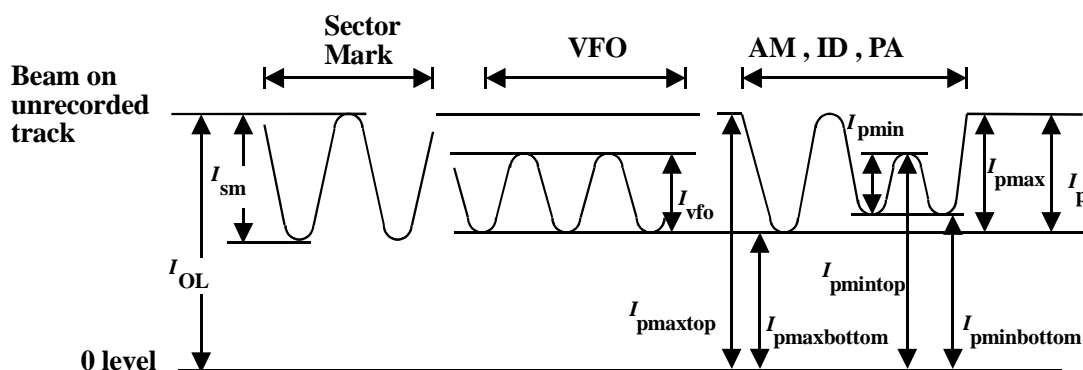 Sector
Mark
VFO
AM , ID , PA
Beam on
unrecorded
track
I pmin
I sm
I vfo
I pmax
I p
I OL
I pmintop
I pmaxtop
I pmaxbottom
I pminbottom
0 level